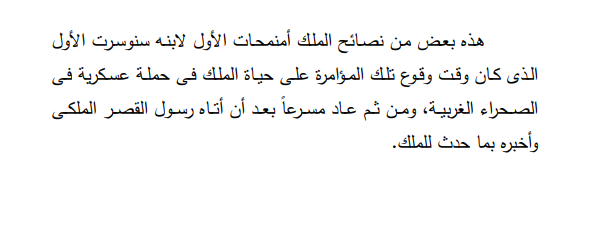 هذه بعض من نصائح الملك أمنمحات الأول لابنه سنوسرت الأول
الذى كان وقت وقوع تلك المؤامرة على حياة الملك فى حملة عسكرية فى
الصحراء الغربية، ومن ثم عاد مسرعاً بعد أن أتاه رسول القصر الملكى
وأخبره بما حدث للملك.